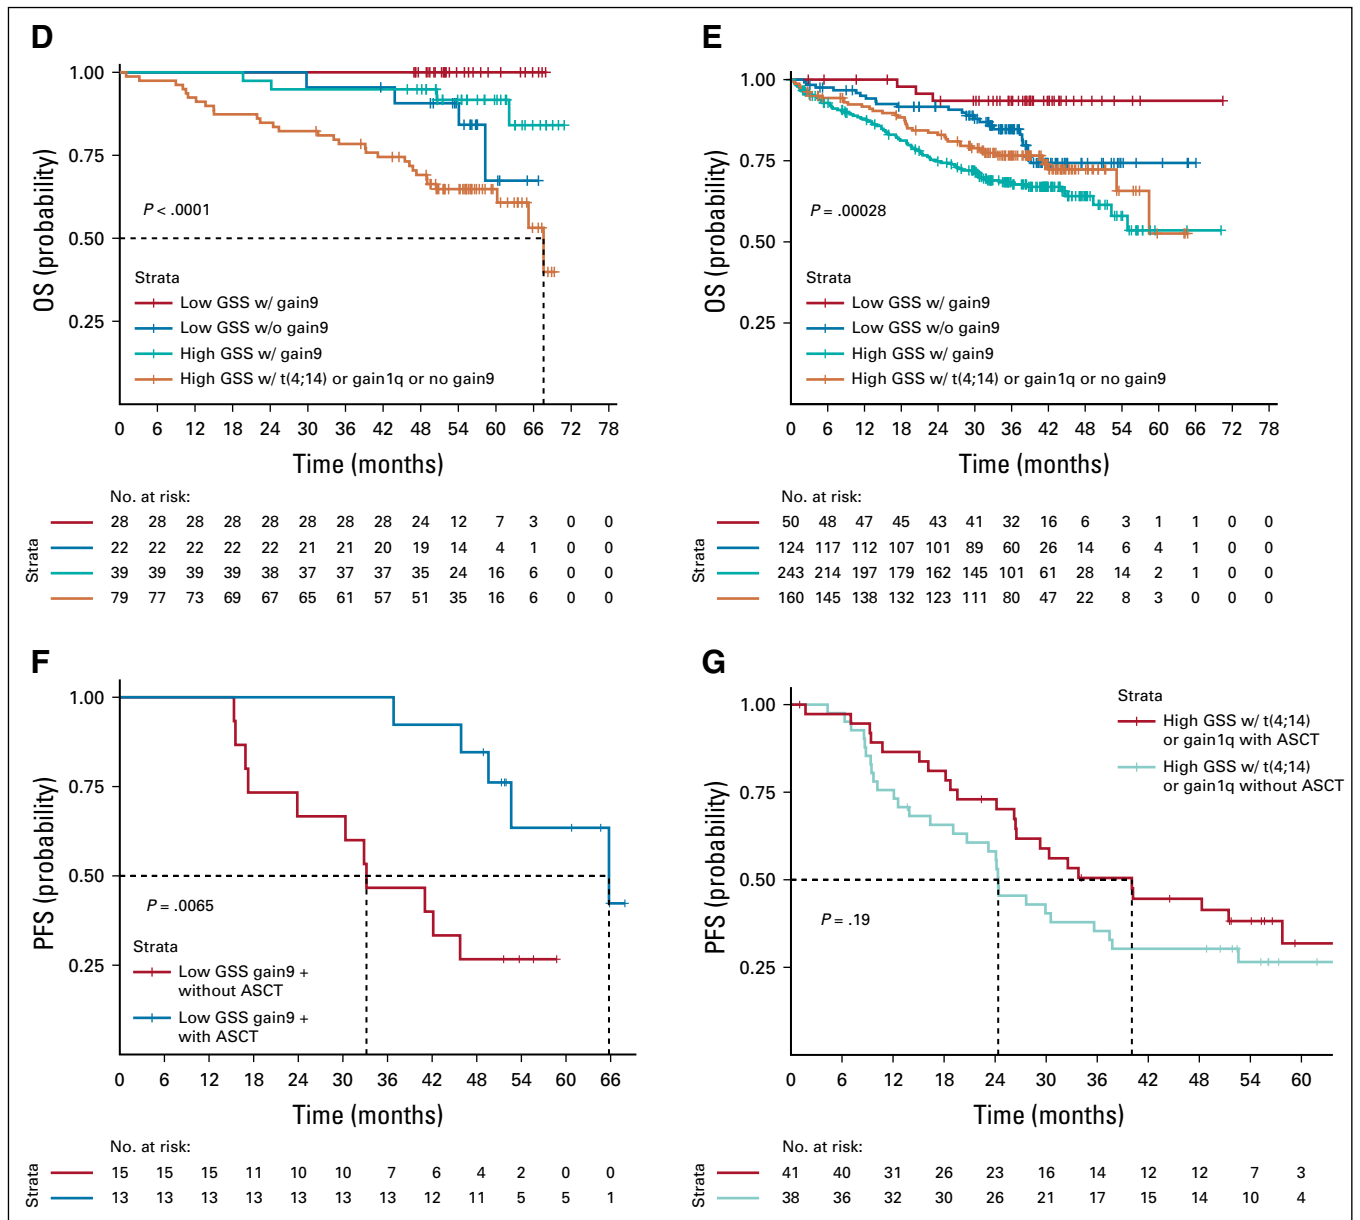 D
1.00
0.75
0.50
0.25
OS (probability)
P < .0001
Strata
Low GSS w/ gain9
Low GSS w/o gain9
High GSS w/ gain9
High GSS w/ t(4;14) or gain1q or no gain9
0 6 12 18 24 30 36 42 48 54 60 66 72 78
Time (months)
No. at risk:
Strata
28 28 28 28 28 28 28 28 24 12 7 3 0 0
22 22 22 22 22 21 21 20 19 14 4 1 0 0
39 39 39 39 38 37 37 37 35 24 16 6 0 0
79 77 73 69 67 65 61 57 51 35 16 6 0 0
E
1.00
0.75
0.50
0.25
OS (probability)
P = .00028
Strata
Low GSS w/ gain9
Low GSS w/o gain9
High GSS w/ gain9
High GSS w/ t(4;14) or gain1q or no gain9
0 6 12 18 24 30 36 42 48 54 60 66 72 78
Time (months)
No. at risk:
Strata
50 48 47 45 43 41 32 16 6 3 1 1 0 0
124 117 112 107 101 89 60 26 14 6 4 1 0 0
243 214 197 179 162 145 101 61 28 14 2 1 0 0
160 145 138 132 123 111 80 47 22 8 3 0 0 0
F
1.00
0.75
0.50
0.25
PFS (probability)
P = .0065
Strata
Low GSS gain9 +
without ASCT
Low GSS gain9 +
with ASCT
0 6 12 18 24 30 36 42 48 54 60 66
Time (months)
No. at risk:
Strata
15 15 15 11 10 10 7 6 4 2 0 0
13 13 13 13 13 13 13 12 11 5 5 1
G
1.00
0.75
0.50
0.25
PFS (probability)
P = .19
Strata
High GSS w/ t(4;14)
or gain1q with ASCT
High GSS w/ t(4;14)
or gain1q without ASCT
0 6 12 18 24 30 36 42 48 54 60
Time (months)
No. at risk:
Strata
41 40 31 26 23 16 14 12 12 7 3
38 36 32 30 26 21 17 15 14 10 4